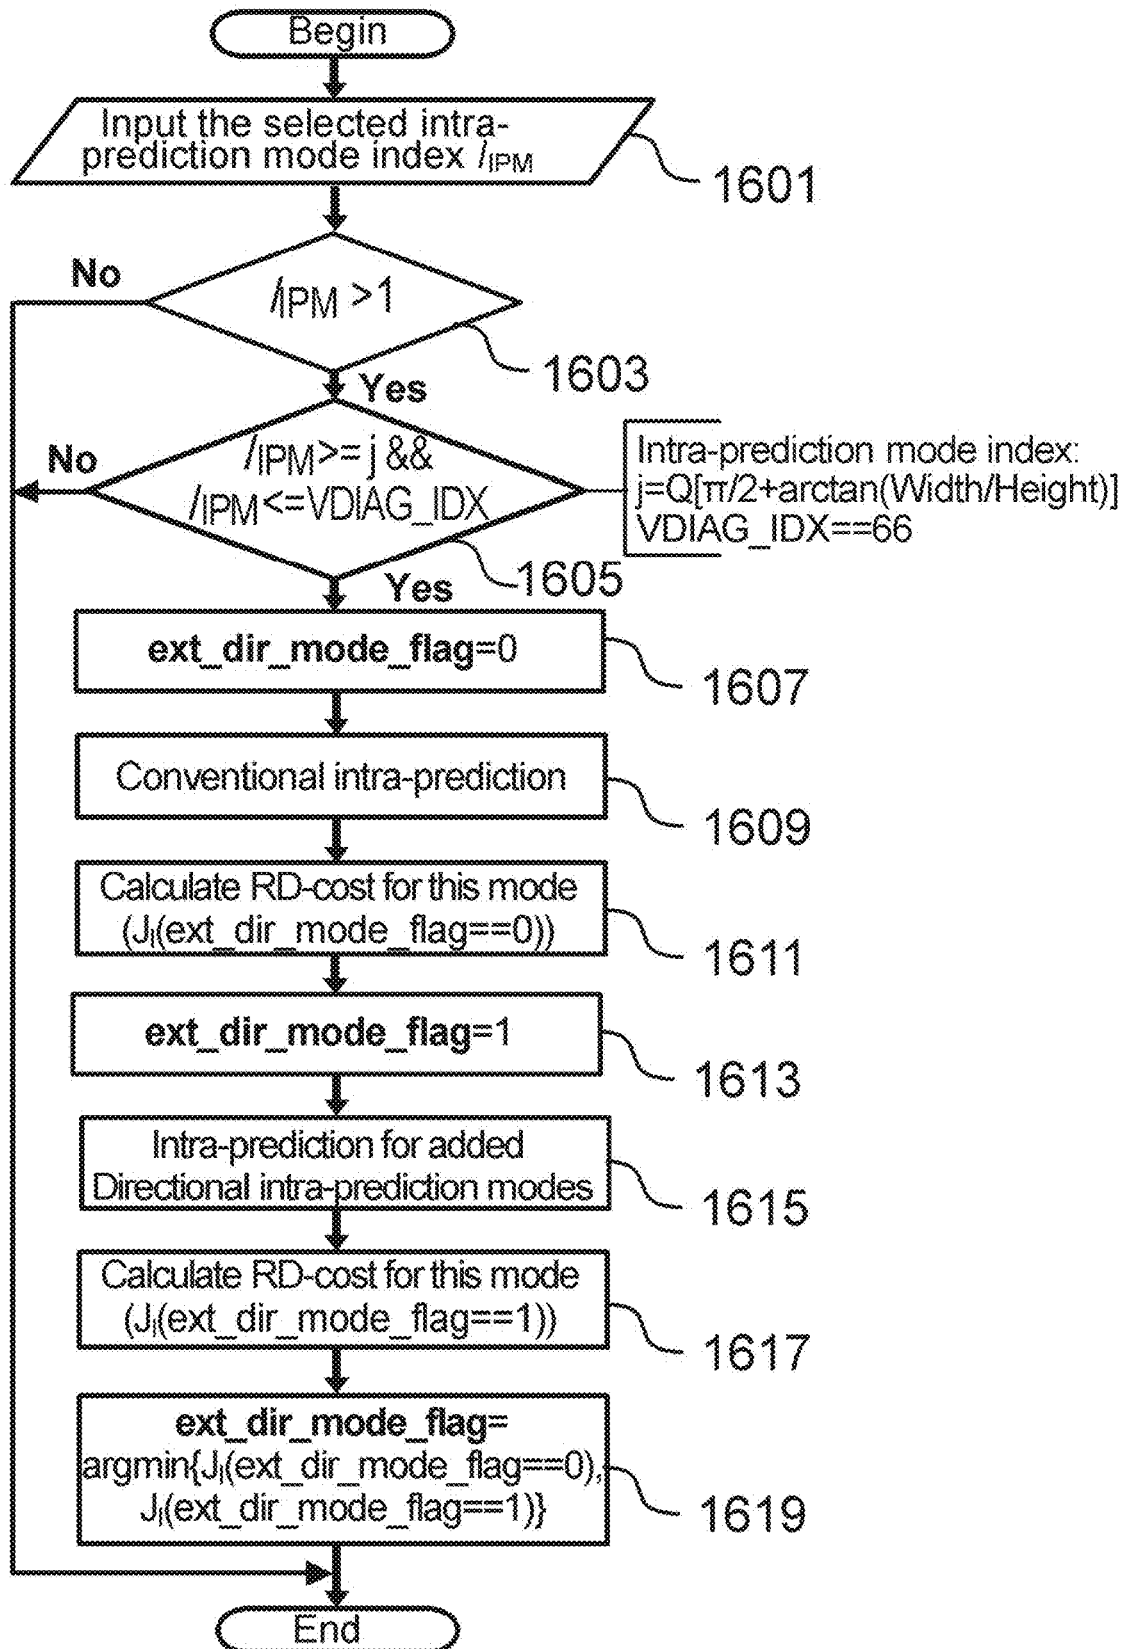 Begin
Input the selected intra-
prediction mode index I_IPM
1601
No
I_IPM >1
1603
Yes
No
I_IPM>= j &&
I_IPM<=VDIAG_IDX
Intra-prediction mode index:
j=Q[π/2+arctan(Width/Height)]
VDIAG_IDX==66
1605
Yes
ext_dir_mode_flag=0
1607
Conventional intra-prediction
1609
Calculate RD-cost for this mode
(J_I(ext_dir_mode_flag==0))
1611
ext_dir_mode_flag=1
1613
Intra-prediction for added
Directional intra-prediction modes
1615
Calculate RD-cost for this mode
(J_I(ext_dir_mode_flag==1))
1617
ext_dir_mode_flag=
argmin{J_I(ext_dir_mode_flag==0),
J_I(ext_dir_mode_flag==1)}
1619
End